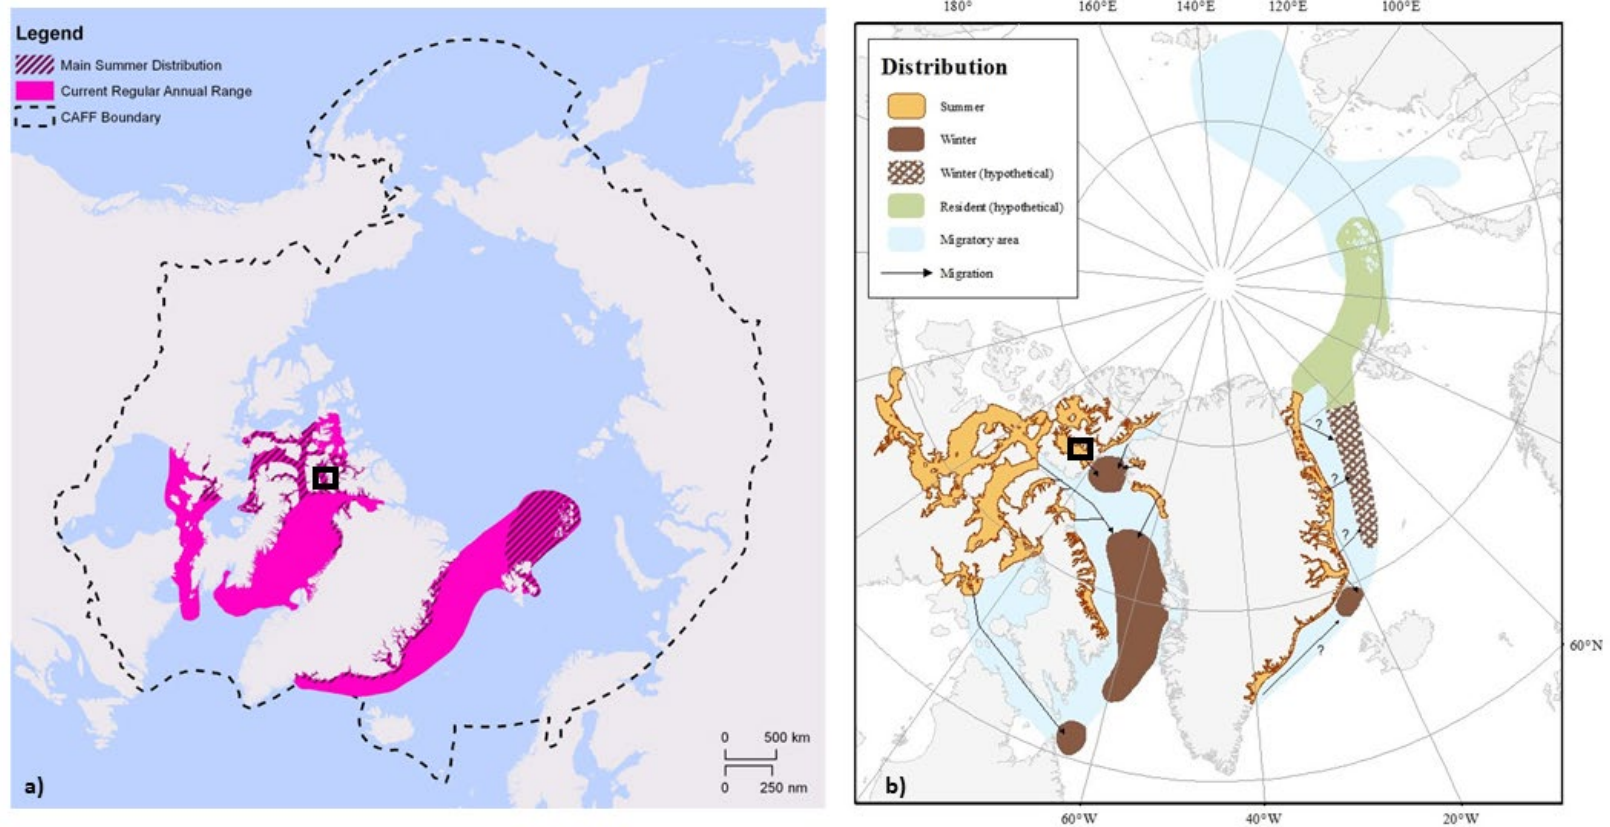 Legend
Main Summer Distribution
Current Regular Annual Range
CAFF Boundary
0 500 km
0 250 nm
a)
180° 160°E 140°E 120°E 100°E
Distribution
Summer
Winter
Winter (hypothetical)
Resident (hypothetical)
Migratory area
Migration
?
?
?
?
60°N
b)
60°W 40°W 20°W